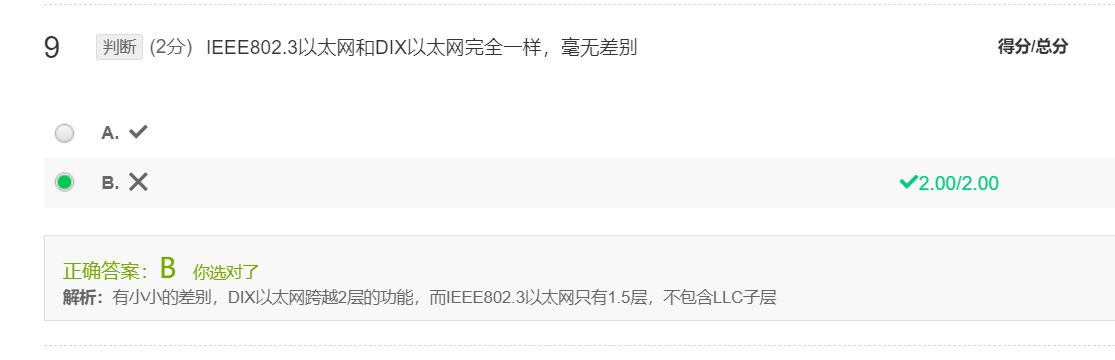 9 判断 (2分) IEEE802.3以太网和DIX以太网完全一样，毫无差别 得分/总分
A.
B. 2.00/2.00
正确答案：B 你选对了
解析：有小小的差别，DIX以太网跨越2层的功能，而IEEE802.3以太网只有1.5层，不包含LLC子层